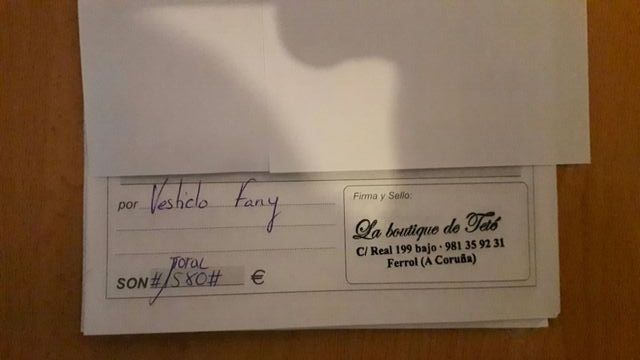 por Vestido Fany
Firma y Sello:
La boutique de Teté
C/ Real 199 bajo · 981 35 92 31
Ferrol (A Coruña)
TOTAL
SON #580# €